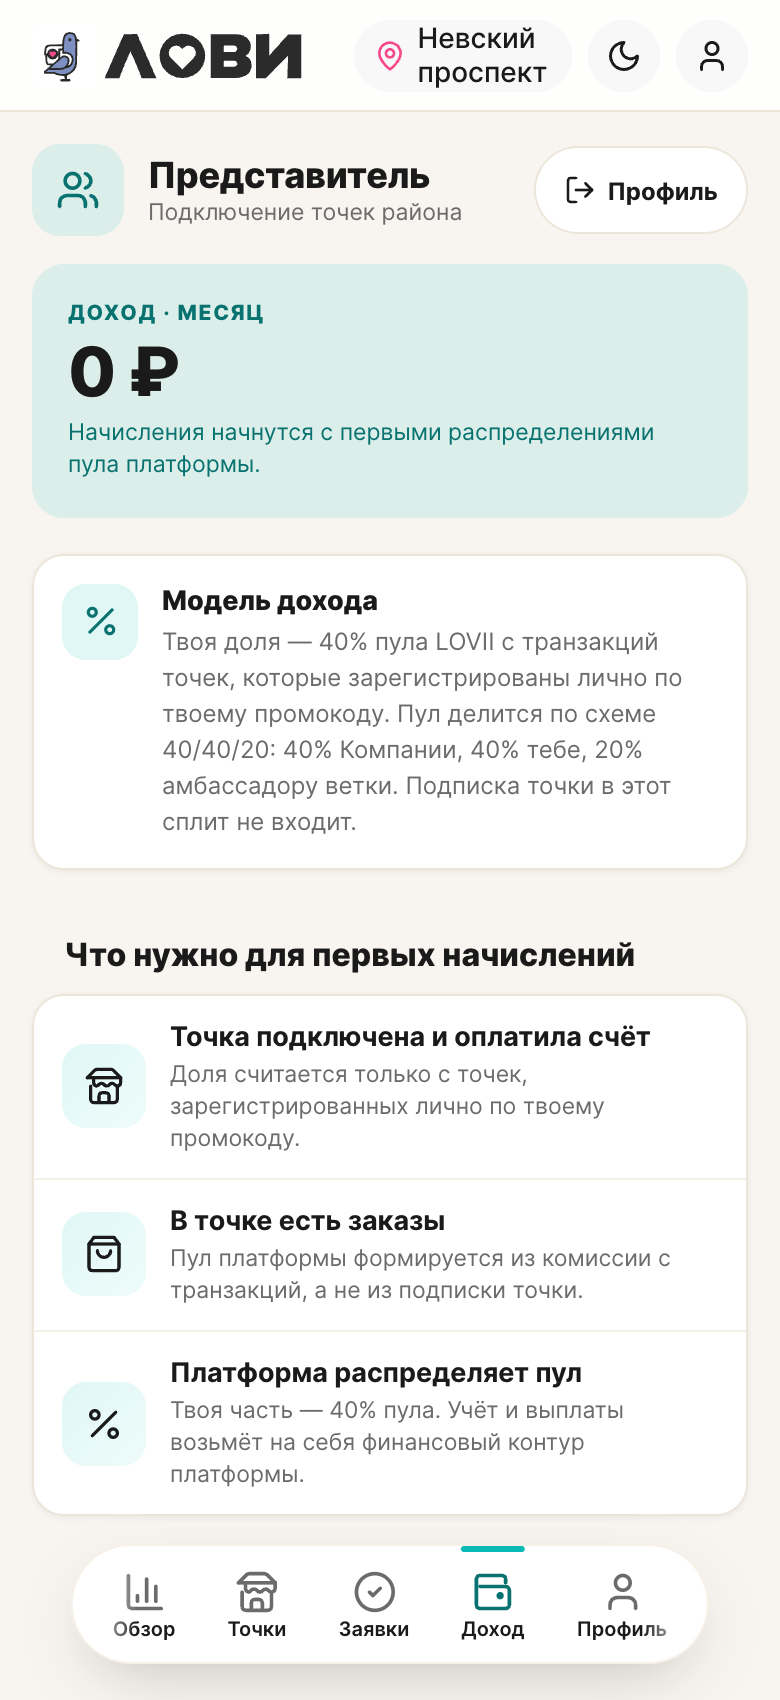 ЛОВИ
Невский
проспект
Представитель
Подключение точек района
Профиль
ДОХОД · МЕСЯЦ
0 ₽
Начисления начнутся с первыми распределениями
пула платформы.
Модель дохода
Твоя доля — 40% пула LOVII с транзакций
точек, которые зарегистрированы лично по
твоему промокоду. Пул делится по схеме
40/40/20: 40% Компании, 40% тебе, 20%
амбассадору ветки. Подписка точки в этот
сплит не входит.
Что нужно для первых начислений
Точка подключена и оплатила счёт
Доля считается только с точек,
зарегистрированных лично по твоему
промокоду.
В точке есть заказы
Пул платформы формируется из комиссии с
транзакций, а не из подписки точки.
Платформа распределяет пул
Твоя часть — 40% пула. Учёт и выплаты
возьмёт на себя финансовый контур
платформы.
Обзор
Точки
Заявки
Доход
Профиль